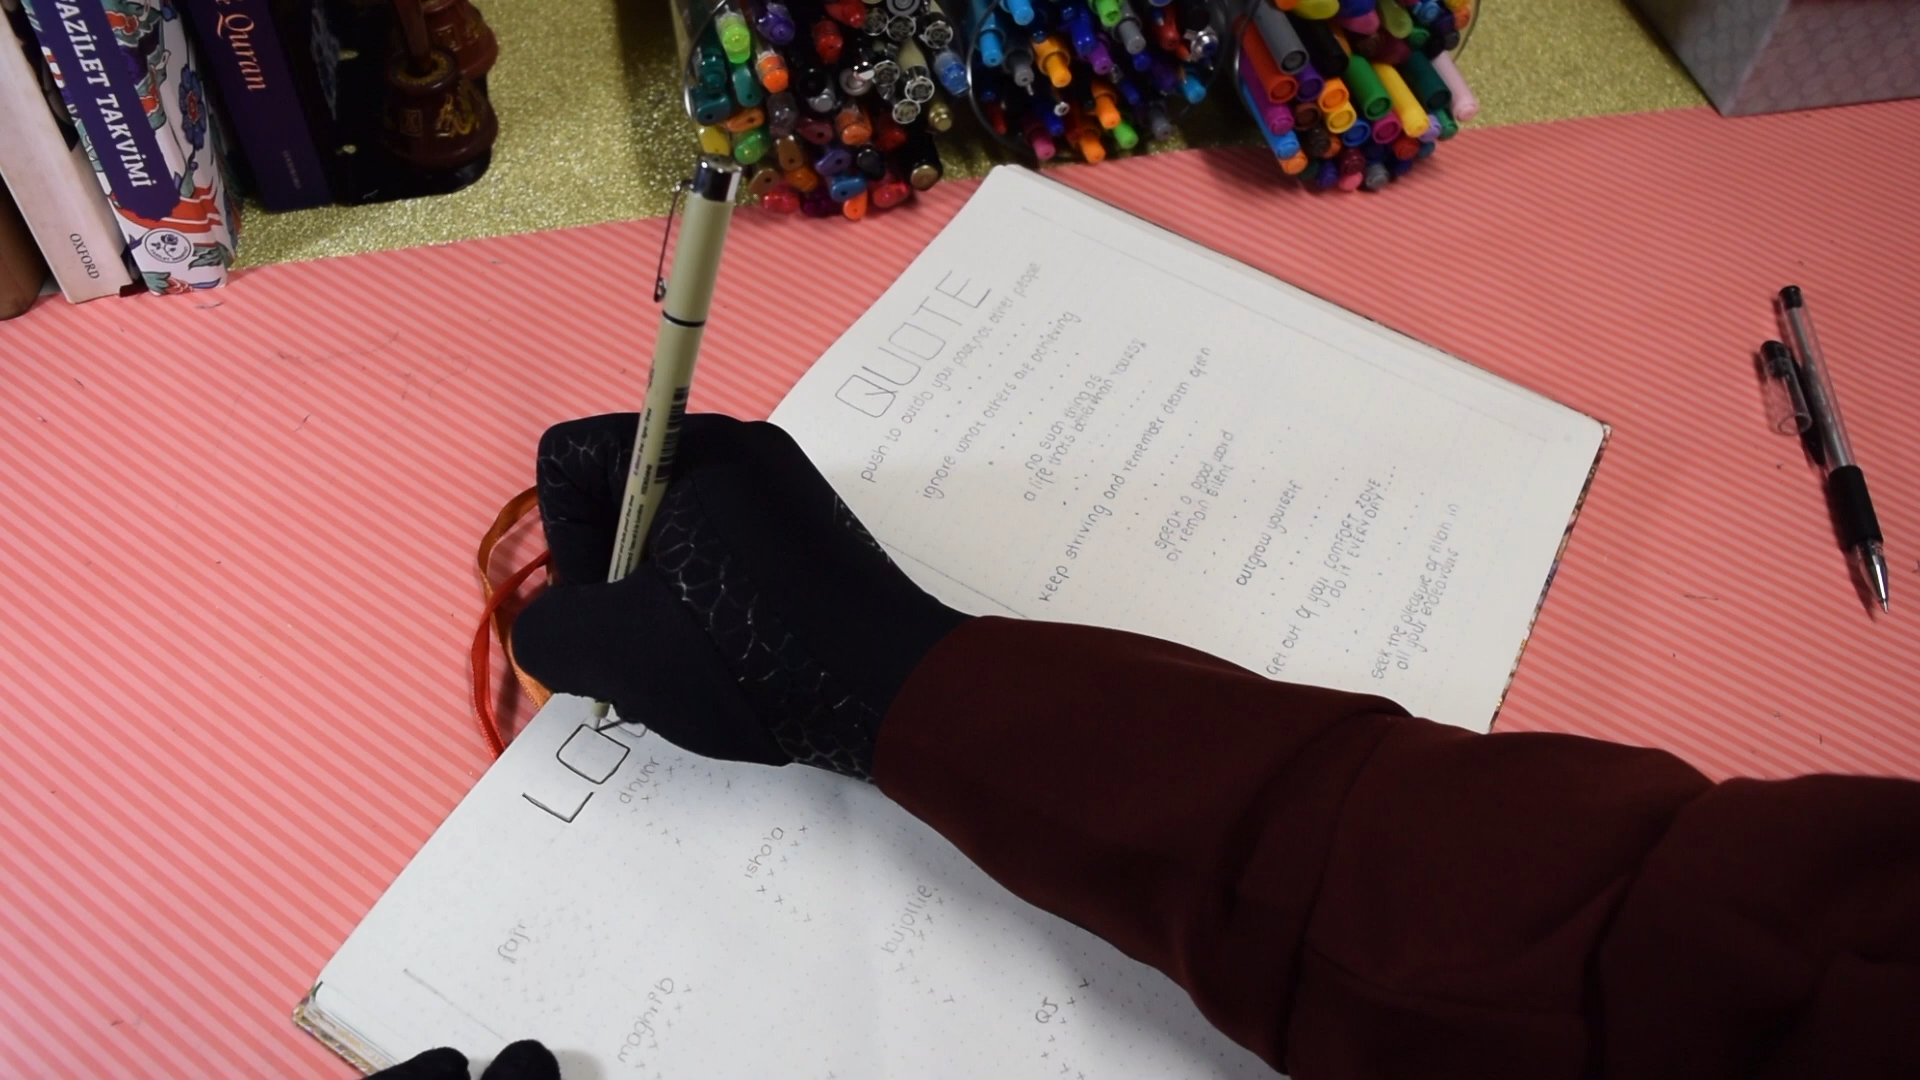 FAZİLET TAKVİMİ
OXFORD
Quran
QUOTE
push to outdo your past, not other people
ignore what others are achieving
no such thing as
a life that's better than YOURS
keep striving and remember death often
speak a good word
or remain silent
outgrow yourself
Get out of your COMFORT ZONE
do it EVERYDAY!
Seek the pleasure of Allah in
all your endeavours
LO
dhuhr
fajr
maghrib
QJ